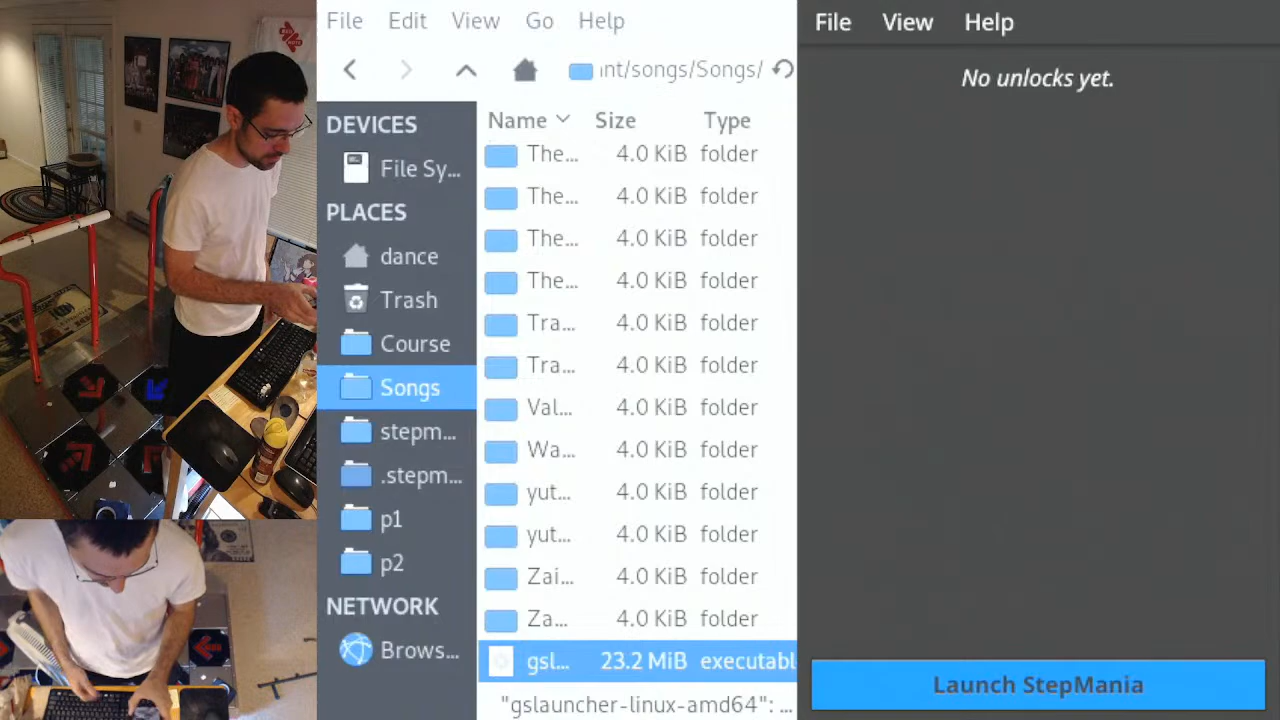 File Edit View Go Help
ınt/songs/Songs/
DEVICES
File Sy...
PLACES
dance
Trash
Course
Songs
stepm...
.stepm...
p1
p2
NETWORK
Brows...
Name Size Type
The... 4.0 KiB folder
The... 4.0 KiB folder
The... 4.0 KiB folder
The... 4.0 KiB folder
Tra... 4.0 KiB folder
Tra... 4.0 KiB folder
Val... 4.0 KiB folder
Wa... 4.0 KiB folder
yut... 4.0 KiB folder
yut... 4.0 KiB folder
Zai... 4.0 KiB folder
Za... 4.0 KiB folder
gsl... 23.2 MiB executabl
"gslauncher-linux-amd64": ...
File View Help
No unlocks yet.
Launch StepMania